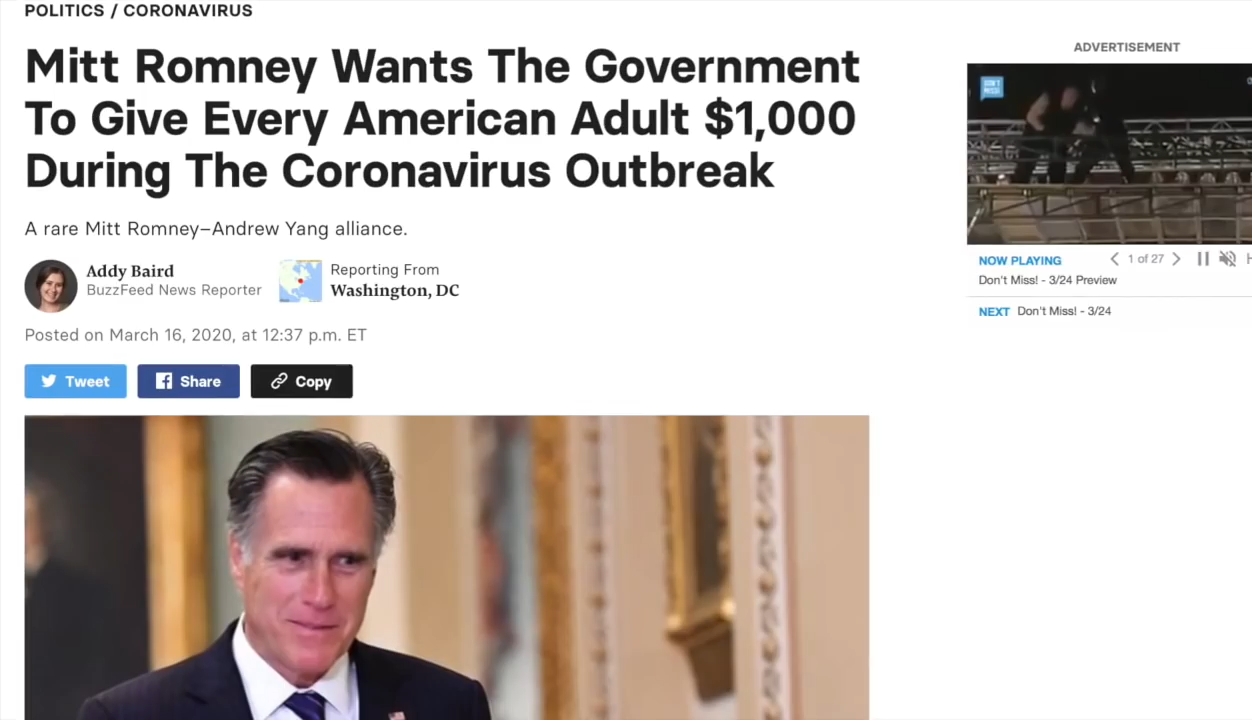 POLITICS / CORONAVIRUS
Mitt Romney Wants The Government
To Give Every American Adult $1,000
During The Coronavirus Outbreak
A rare Mitt Romney–Andrew Yang alliance.
Addy Baird
BuzzFeed News Reporter
Reporting From
Washington, DC
Posted on March 16, 2020, at 12:37 p.m. ET
Tweet
Share
Copy
ADVERTISEMENT
DON'T
MISS!
NOW PLAYING
1 of 27
H
Don't Miss! - 3/24 Preview
NEXT Don't Miss! - 3/24